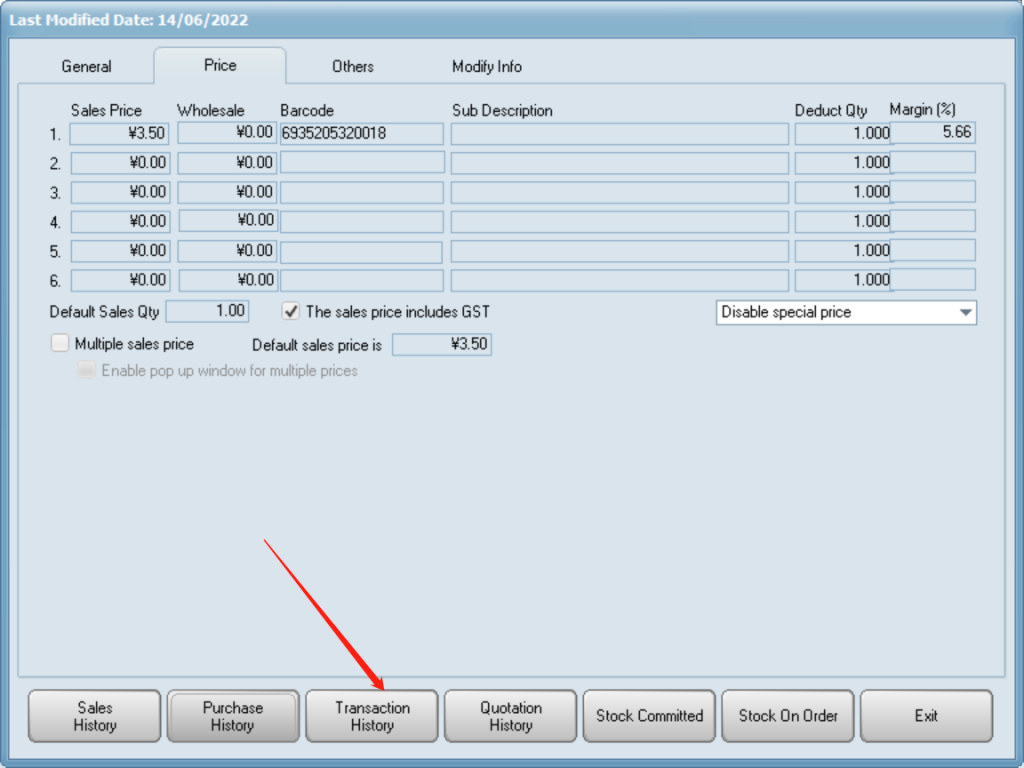 Last Modified Date: 14/06/2022
General Price Others Modify Info
Sales Price Wholesale Barcode Sub Description Deduct Qty Margin (%)
1. ¥3.50 ¥0.00 6935205320018 1.000 5.66
2. ¥0.00 ¥0.00 1.000
3. ¥0.00 ¥0.00 1.000
4. ¥0.00 ¥0.00 1.000
5. ¥0.00 ¥0.00 1.000
6. ¥0.00 ¥0.00 1.000
Default Sales Qty 1.00 The sales price includes GST Disable special price
Multiple sales price Default sales price is ¥3.50
Enable pop up window for multiple prices
Sales History
Purchase History
Transaction History
Quotation History
Stock Committed
Stock On Order
Exit